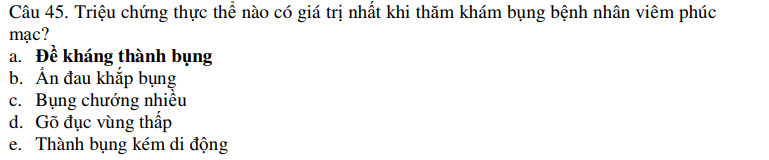 Câu 45. Triệu chứng thực thể nào có giá trị nhất khi thăm khám bụng bệnh nhân viêm phúc
mạc?
a. Đề kháng thành bụng
b. Ấn đau khắp bụng
c. Bụng chướng nhiều
d. Gõ đục vùng thấp
e. Thành bụng kém di động